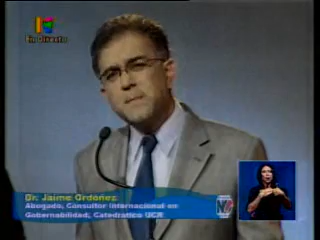 En Directo
Dr. Jaime Ordóñez
Abogado, Consultor Internacional en
Gobernabilidad, Catedrático UCR